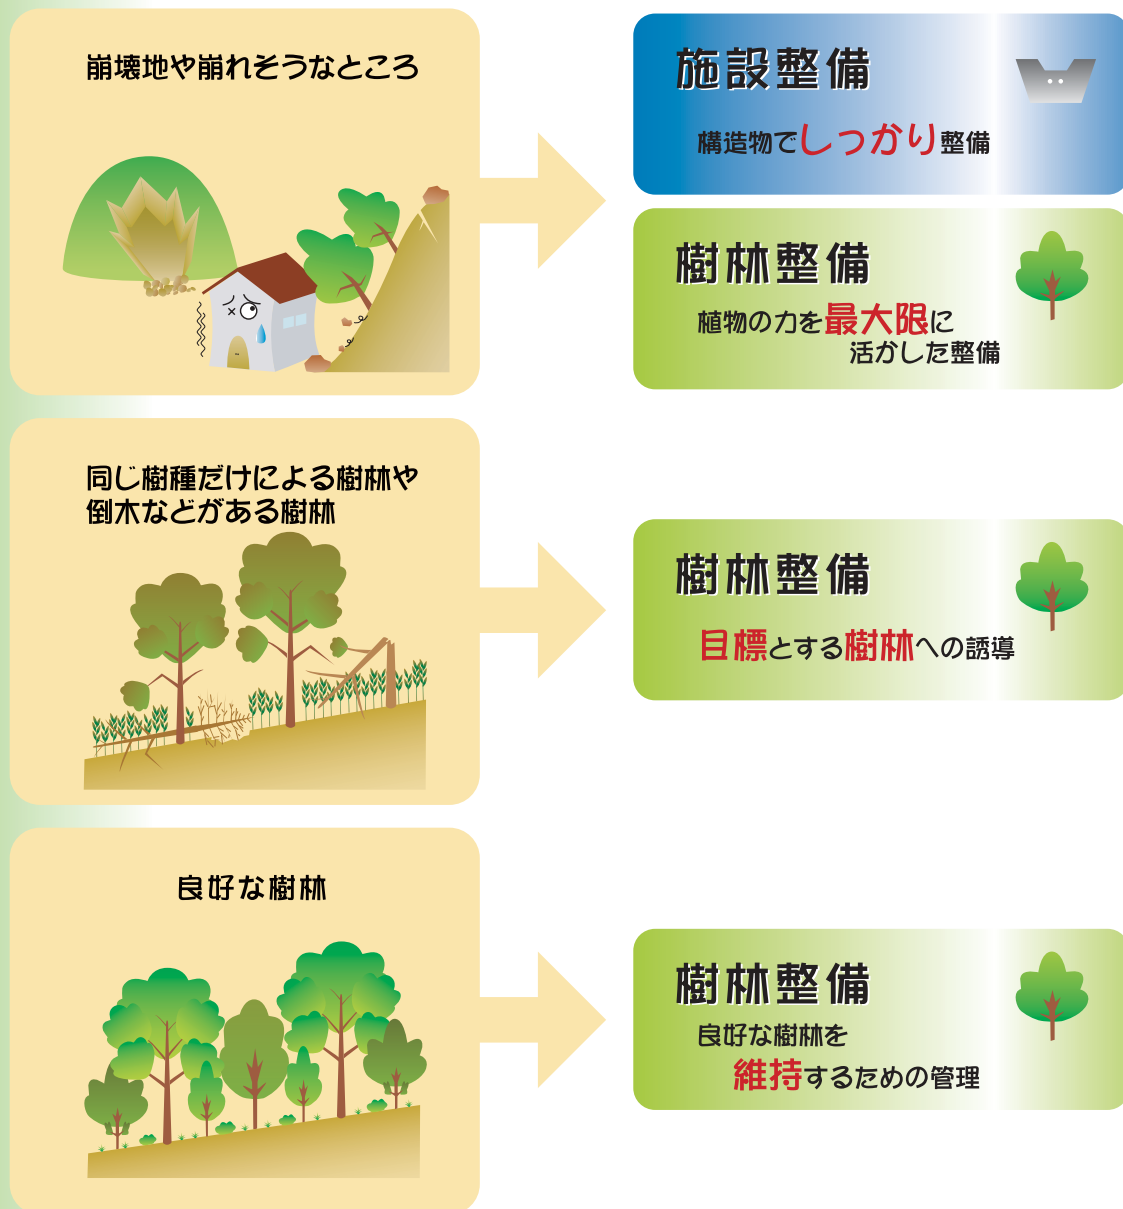 崩壊地や崩れそうなところ
施設整備
構造物でしっかり整備
樹林整備
植物の力を最大限に
活かした整備
同じ樹種だけによる樹林や
倒木などがある樹林
樹林整備
目標とする樹林への誘導
良好な樹林
樹林整備
良好な樹林を
維持するための管理